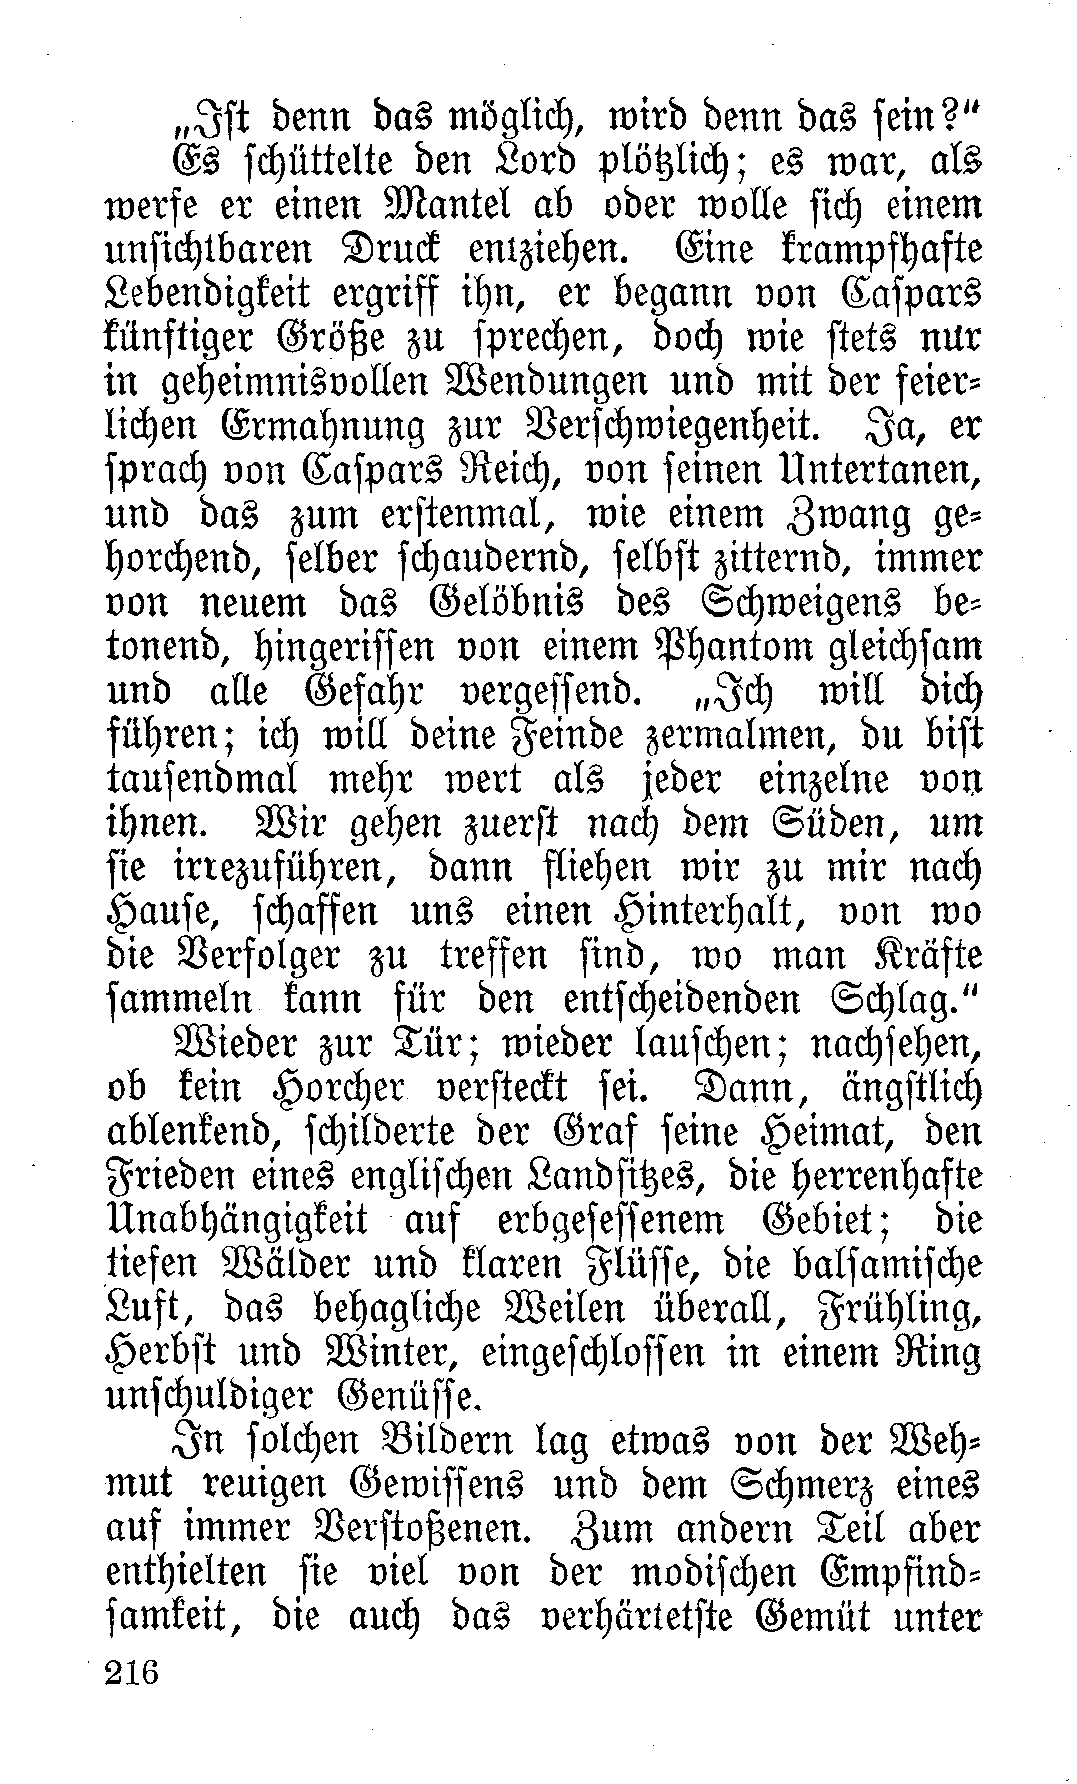 „Ist denn das möglich, wird denn das sein?“
Es schüttelte den Lord plötzlich; es war, als
werfe er einen Mantel ab oder wolle sich einem
unsichtbaren Druck entziehen. Eine krampfhafte
Lebendigkeit ergriff ihn, er begann von Caspars
künftiger Größe zu sprechen, doch wie stets nur
in geheimnisvollen Wendungen und mit der feier-
lichen Ermahnung zur Verschwiegenheit. Ja, er
sprach von Caspars Reich, von seinen Untertanen,
und das zum erstenmal, wie einem Zwang ge-
horchend, selber schaudernd, selbst zitternd, immer
von neuem das Gelöbnis des Schweigens be-
tonend, hingerissen von einem Phantom gleichsam
und alle Gefahr vergessend. „Ich will dich
führen; ich will deine Feinde zermalmen, du bist
tausendmal mehr wert als jeder einzelne von
ihnen. Wir gehen zuerst nach dem Süden, um
sie irrezuführen, dann fliehen wir zu mir nach
Hause, schaffen uns einen Hinterhalt, von wo
die Verfolger zu treffen sind, wo man Kräfte
sammeln kann für den entscheidenden Schlag.“
Wieder zur Tür; wieder lauschen; nachsehen,
ob kein Horcher versteckt sei. Dann, ängstlich
ablenkend, schilderte der Graf seine Heimat, den
Frieden eines englischen Landsitzes, die herrenhafte
Unabhängigkeit auf erbgesessenem Gebiet; die
tiefen Wälder und klaren Flüsse, die balsamische
Luft, das behagliche Weilen überall, Frühling,
Herbst und Winter, eingeschlossen in einem Ring
unschuldiger Genüsse.
In solchen Bildern lag etwas von der Weh-
mut reuigen Gewissens und dem Schmerz eines
auf immer Verstoßenen. Zum andern Teil aber
enthielten sie viel von der modischen Empfind-
samkeit, die auch das verhärtetste Gemüt unter
216